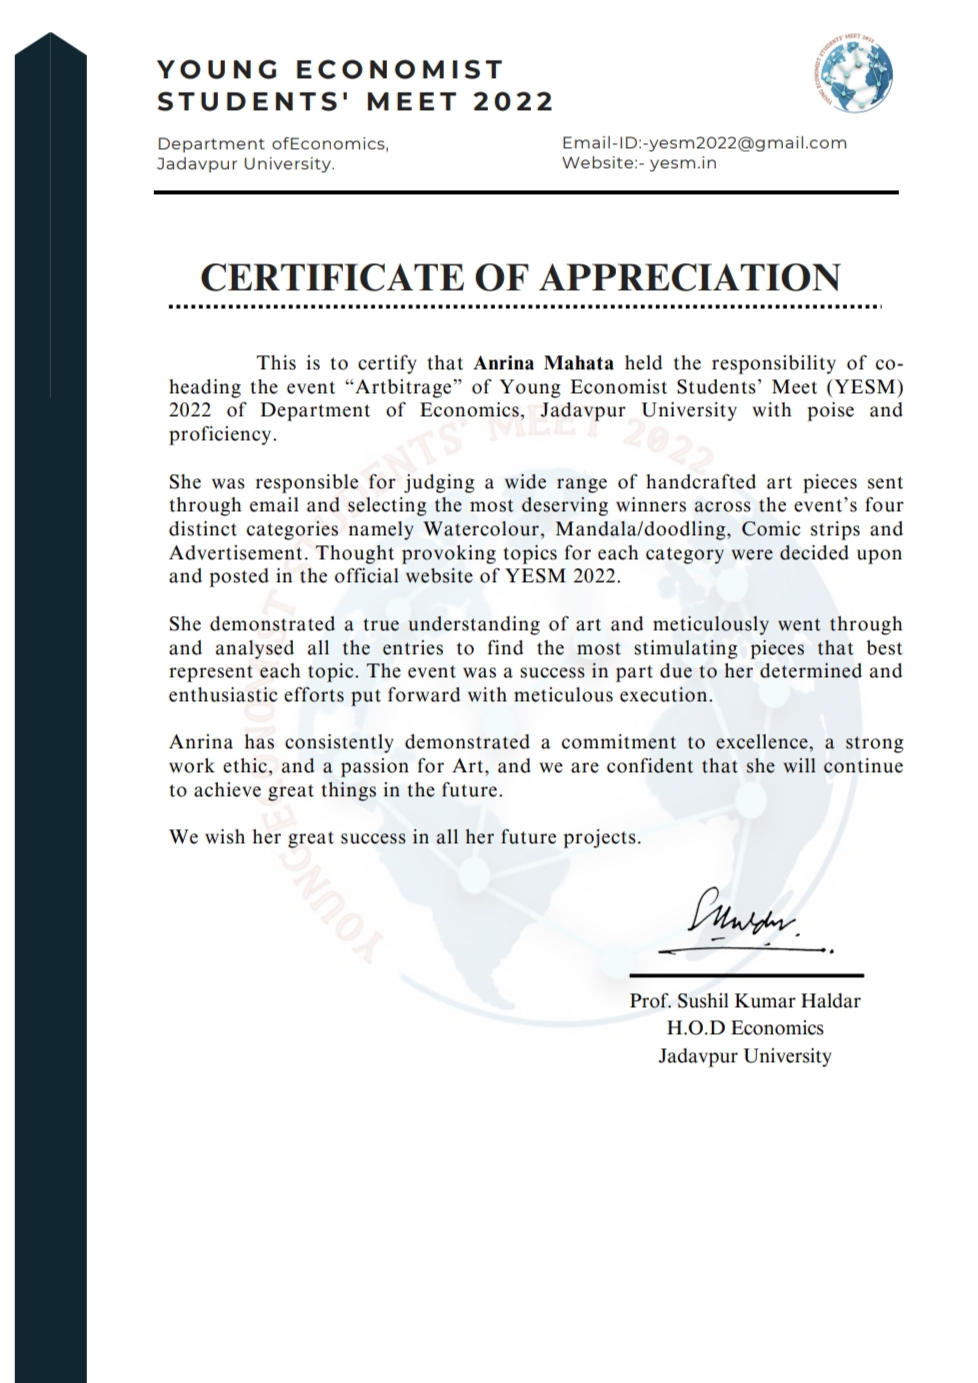 YOUNG ECONOMIST
STUDENTS' MEET 2022
YOUNG ECONOMIST STUDENTS' MEET 2022
Department ofEconomics,
Jadavpur University.
Email-ID:-yesm2022@gmail.com
Website:- yesm.in
CERTIFICATE OF APPRECIATION
This is to certify that Anrina Mahata held the responsibility of co-
heading the event “Artbitrage” of Young Economist Students’ Meet (YESM)
2022 of Department of Economics, Jadavpur University with poise and
proficiency.
She was responsible for judging a wide range of handcrafted art pieces sent
through email and selecting the most deserving winners across the event’s four
distinct categories namely Watercolour, Mandala/doodling, Comic strips and
Advertisement. Thought provoking topics for each category were decided upon
and posted in the official website of YESM 2022.
She demonstrated a true understanding of art and meticulously went through
and analysed all the entries to find the most stimulating pieces that best
represent each topic. The event was a success in part due to her determined and
enthusiastic efforts put forward with meticulous execution.
Anrina has consistently demonstrated a commitment to excellence, a strong
work ethic, and a passion for Art, and we are confident that she will continue
to achieve great things in the future.
We wish her great success in all her future projects.
YOUNG ECONOMIST STUDENTS' MEET 2022
Prof. Sushil Kumar Haldar
H.O.D Economics
Jadavpur University